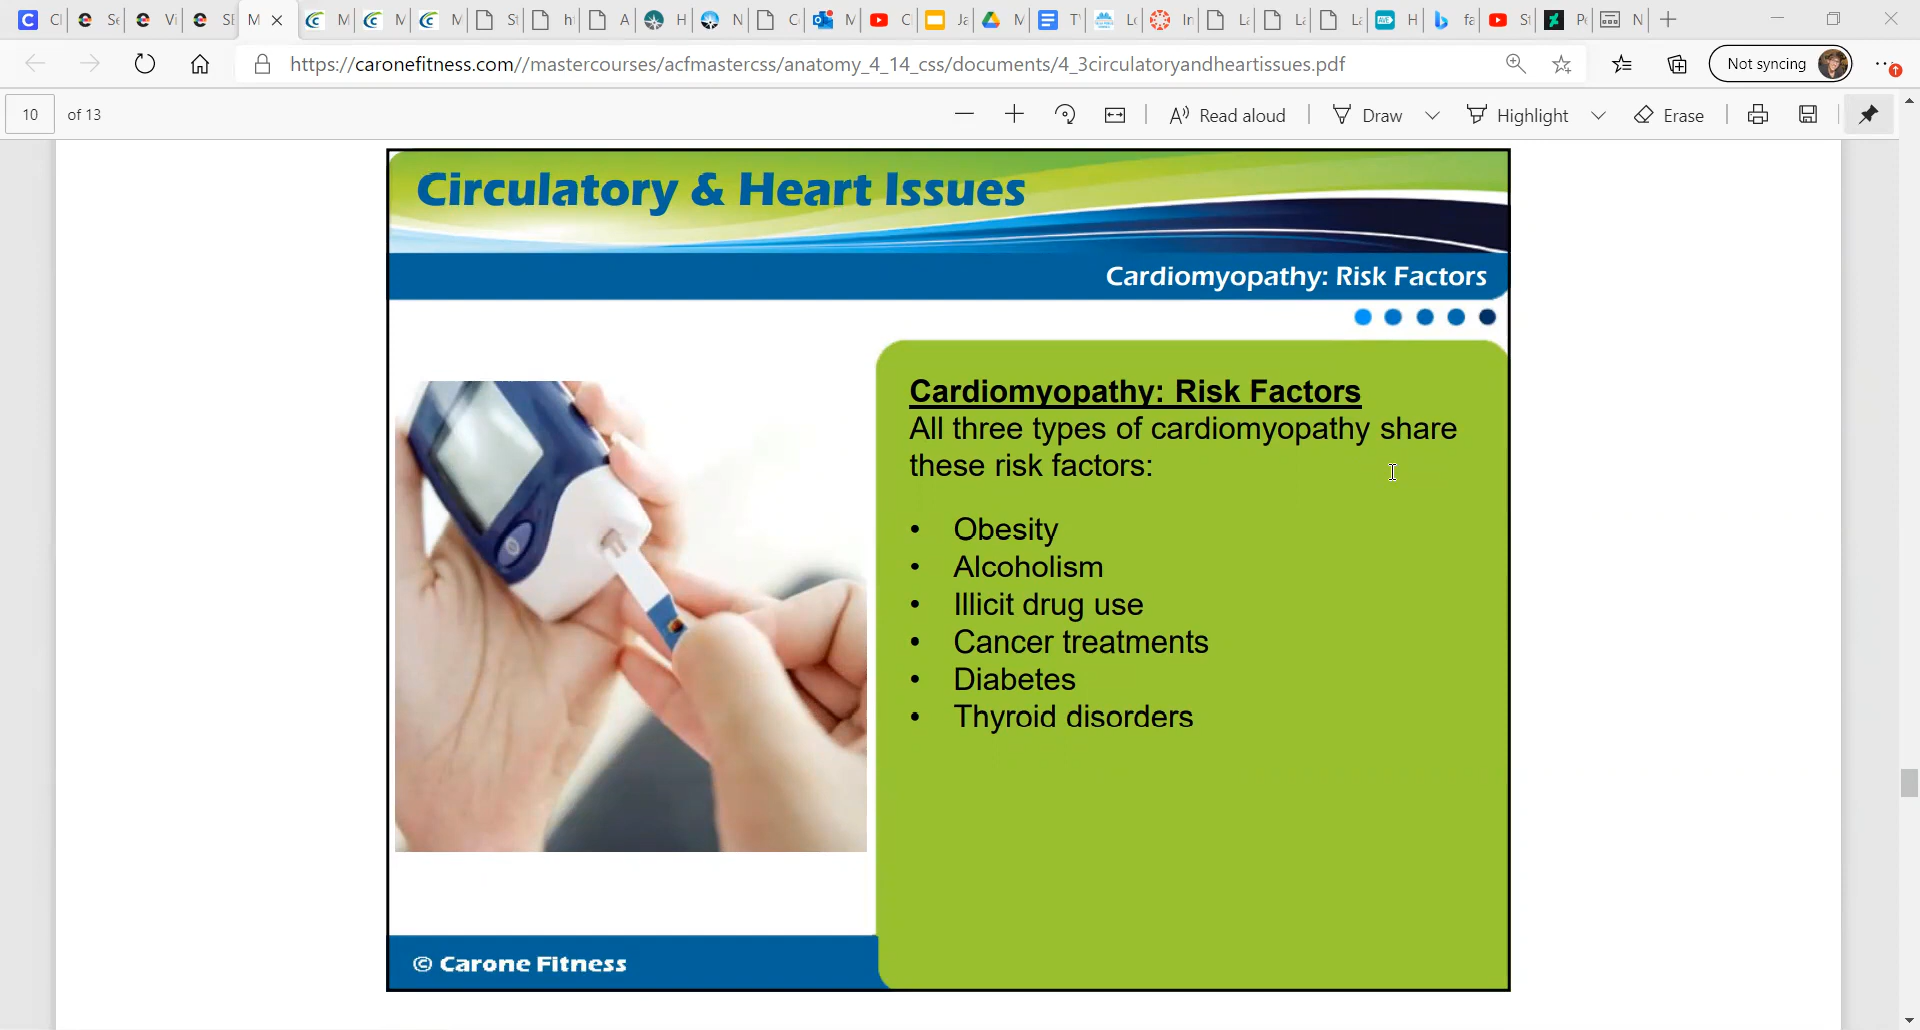 Not syncing
https://caronefitness.com//mastercourses/acfmastercss/anatomy_4_14_css/documents/4_3circulatoryandheartissues.pdf
10 of 13
Read aloud
Draw
Highlight
Erase
Circulatory & Heart Issues
Cardiomyopathy: Risk Factors
Cardiomyopathy: Risk Factors
All three types of cardiomyopathy share
these risk factors:
• Obesity
• Alcoholism
• Illicit drug use
• Cancer treatments
• Diabetes
• Thyroid disorders
© Carone Fitness